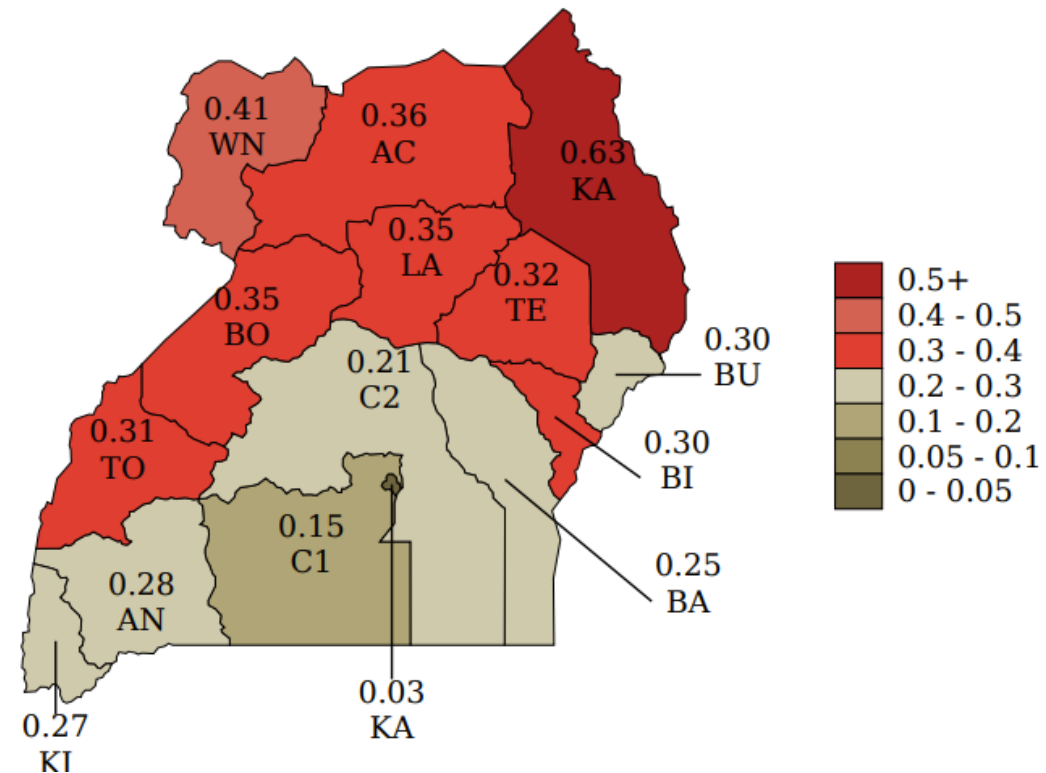 0.41
WN
0.36
AC
0.63
KA
0.35
LA
0.32
TE
0.35
BO
0.21
C2
0.30
BU
0.31
TO
0.30
BI
0.15
C1
0.25
BA
0.28
AN
0.03
KA
0.27
KI
0.5+
0.4 - 0.5
0.3 - 0.4
0.2 - 0.3
0.1 - 0.2
0.05 - 0.1
0 - 0.05